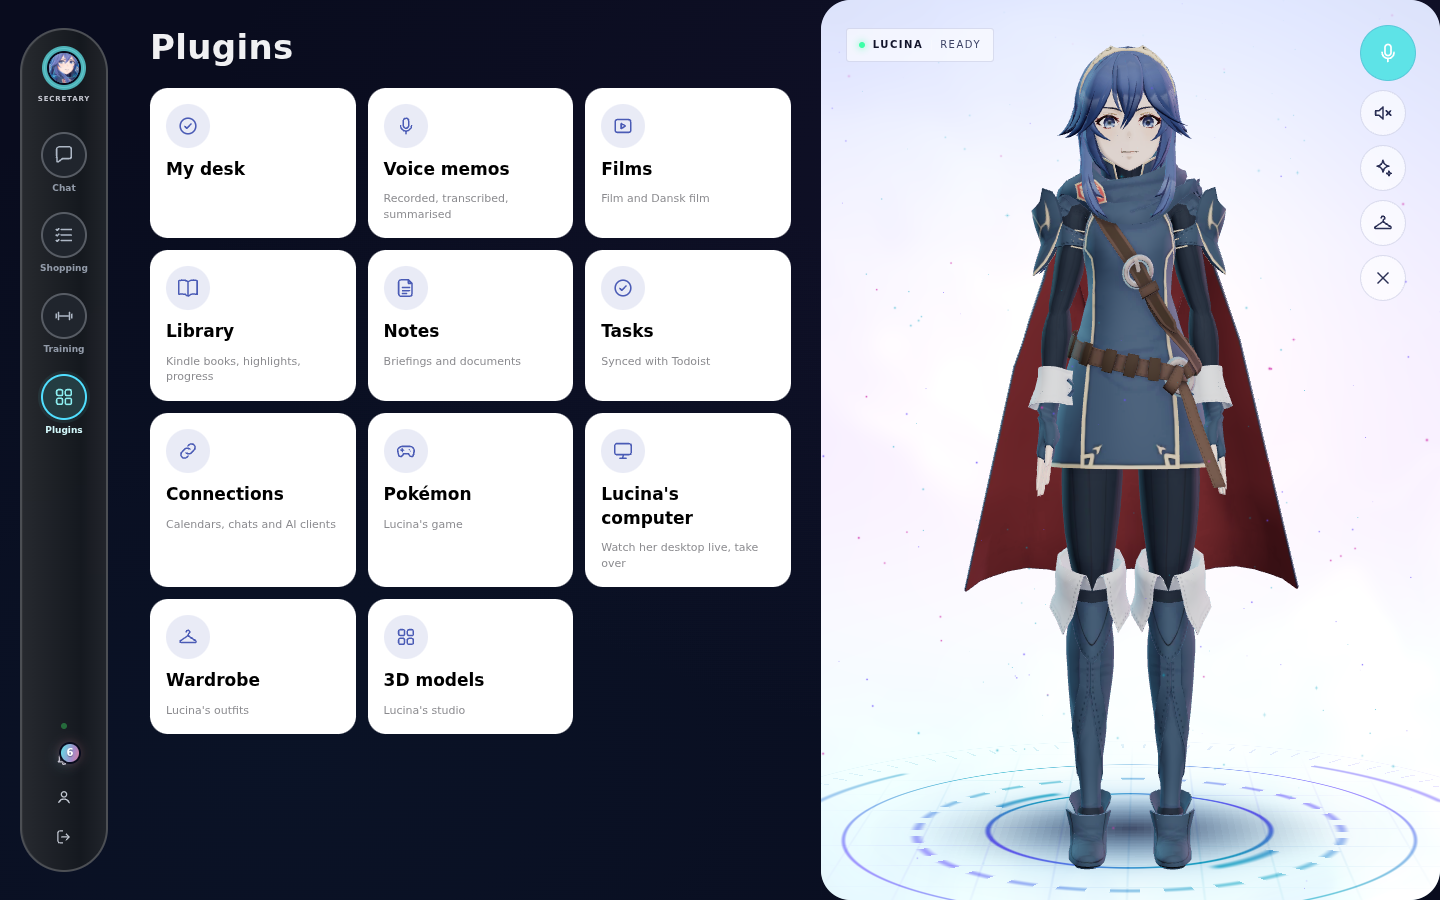 SECRETARY
Chat
Shopping
Training
Plugins
6
Plugins
My desk
Voice memos
Recorded, transcribed,
summarised
Films
Film and Dansk film
Library
Kindle books, highlights,
progress
Notes
Briefings and documents
Tasks
Synced with Todoist
Connections
Calendars, chats and AI clients
Pokémon
Lucina's game
Lucina's
computer
Watch her desktop live, take
over
Wardrobe
Lucina's outfits
3D models
Lucina's studio
LUCINA READY